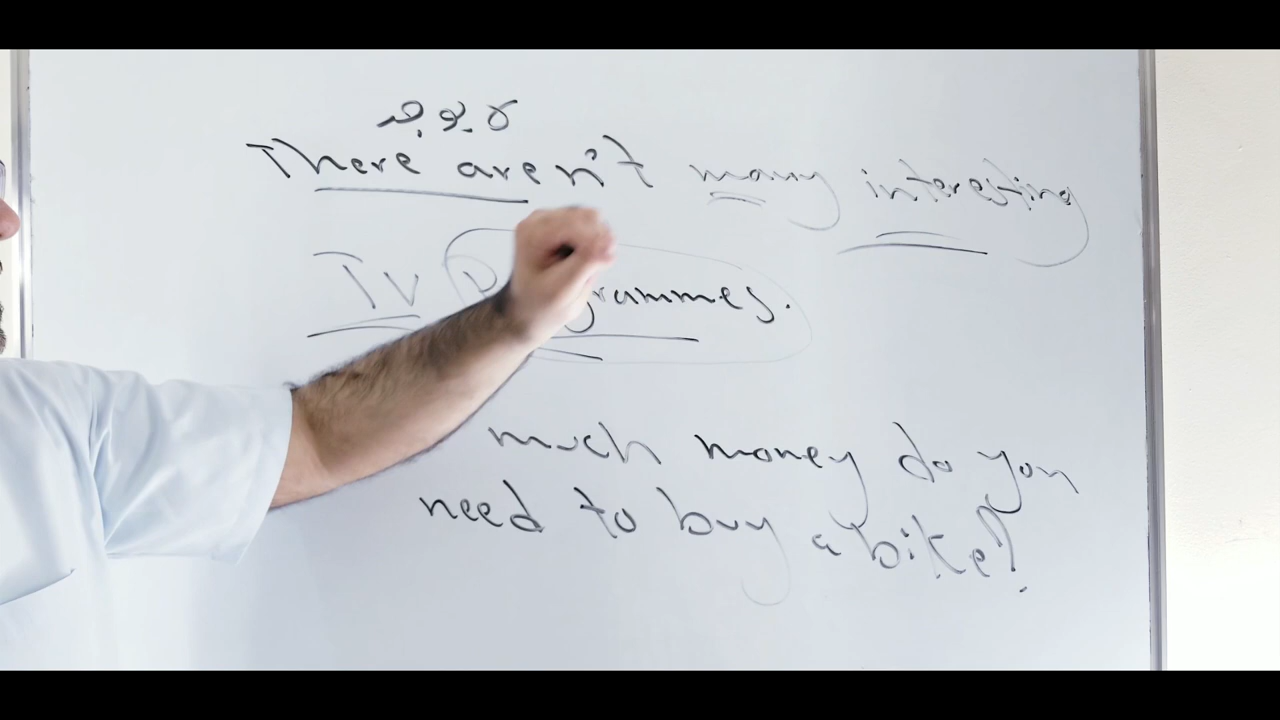 There aren't many interesting
TV programmes.
much money do you
need to buy a bike?